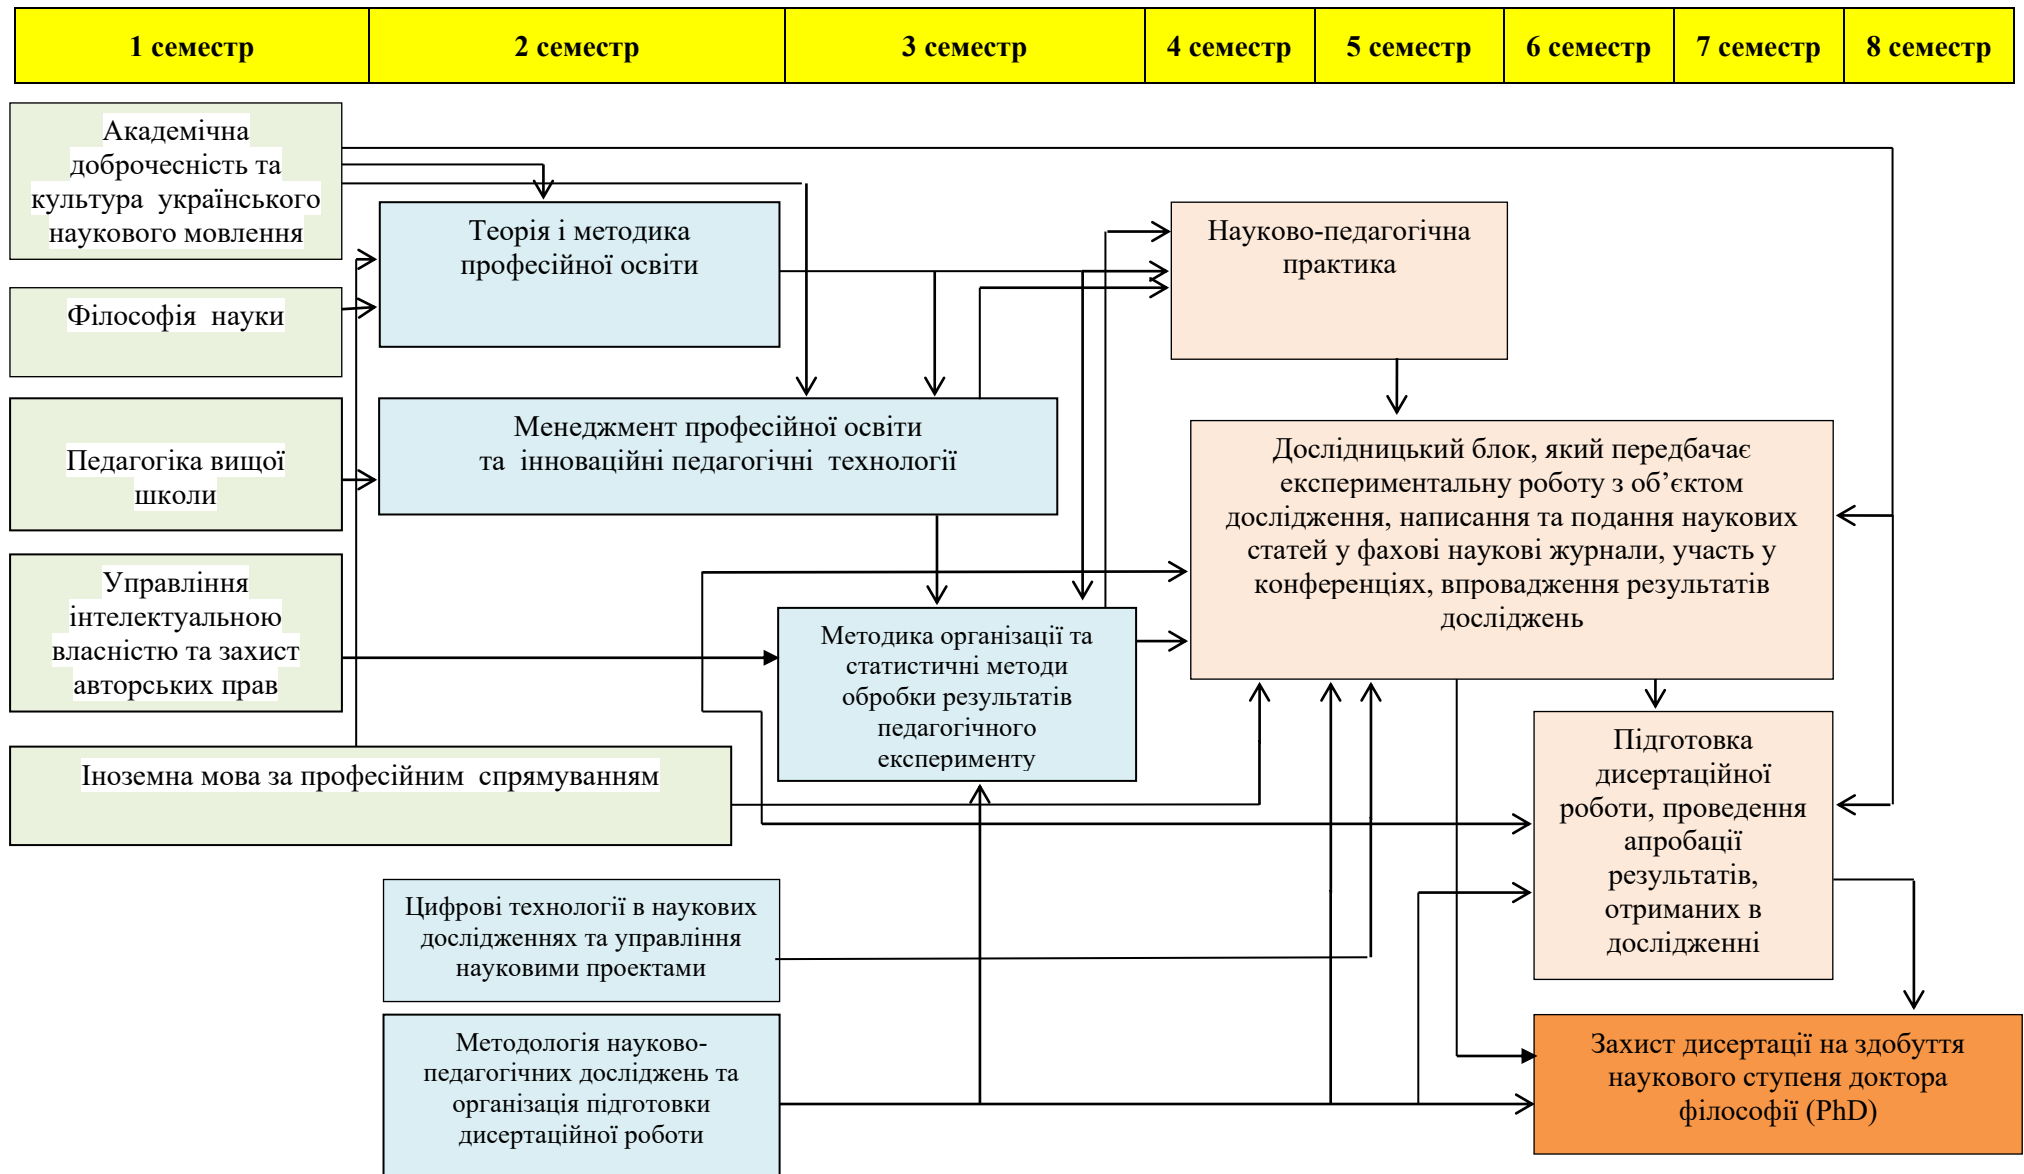 1 семестр
2 семестр
3 семестр
4 семестр
5 семестр
6 семестр
7 семестр
8 семестр
Академічна
доброчесність та
культура українського
наукового мовлення
Філософія науки
Педагогіка вищої
школи
Управління
інтелектуальною
власністю та захист
авторських прав
Іноземна мова за професійним спрямуванням
Теорія і методика
професійної освіти
Менеджмент професійної освіти
та інноваційні педагогічні технології
Методика організації та
статистичні методи
обробки результатів
педагогічного
експерименту
Цифрові технології в наукових
дослідженнях та управління
науковими проектами
Методологія науково-
педагогічних досліджень та
організація підготовки
дисертаційної роботи
Науково-педагогічна
практика
Дослідницький блок, який передбачає
експериментальну роботу з об’єктом
дослідження, написання та подання наукових
статей у фахові наукові журнали, участь у
конференціях, впровадження результатів
досліджень
Підготовка
дисертаційної
роботи, проведення
апробації
результатів,
отриманих в
дослідженні
Захист дисертації на здобуття
наукового ступеня доктора
філософії (PhD)